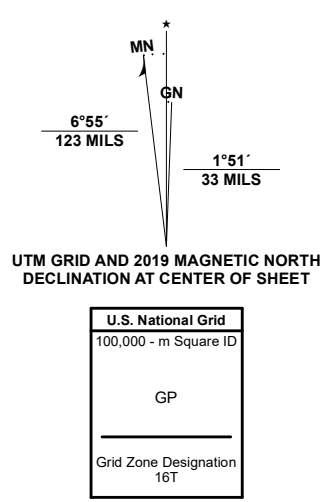 ★
MN
GN
6°55´
123 MILS
1°51´
33 MILS
UTM GRID AND 2019 MAGNETIC NORTH
DECLINATION AT CENTER OF SHEET
U.S. National Grid
100,000 - m Square ID
GP
Grid Zone Designation
16T